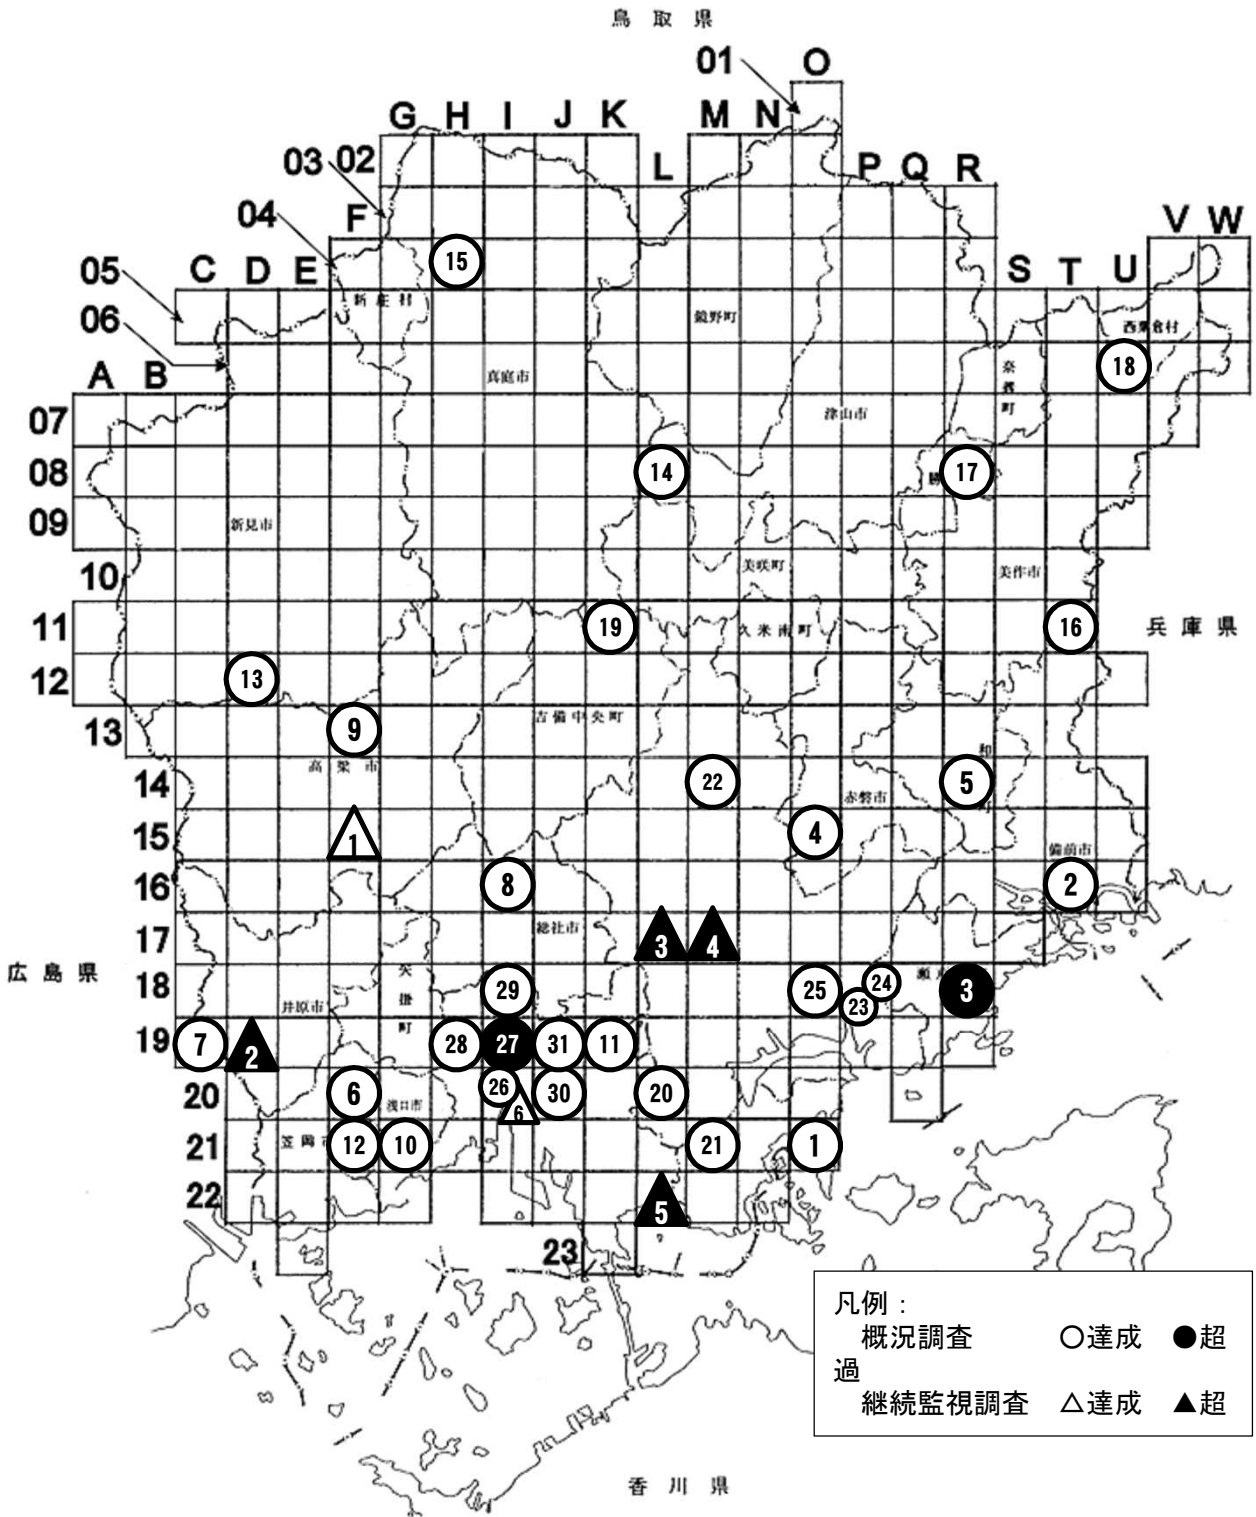 鳥取県
01 O
G H I J K M N
03 02 L P Q R
04 F V W
05 C D E 15 S T U
06 新庄村 鏡野町 西粟倉村
A B 真庭市 奈義町 18
07 津山市
08 14 勝 17
09 新見市
10 美咲町 美作市
11 19 久米南町 16 兵庫県
12 13
13 9 吉備中央町 和
14 高梁市 22 赤磐市 5
15 1 4 備前市
16 8 2
17 総社市 3 4
広島県
18 井原市 矢掛町 29 25 23 24 瀬 3
19 7 2 28 27 31 11
20 6 浅口市 26 6 30 20
21 笠岡 12 10 21 1
22 5
23
凡例：
概況調査 ○達成 ●超
過
継続監視調査 △達成 ▲超
香川県